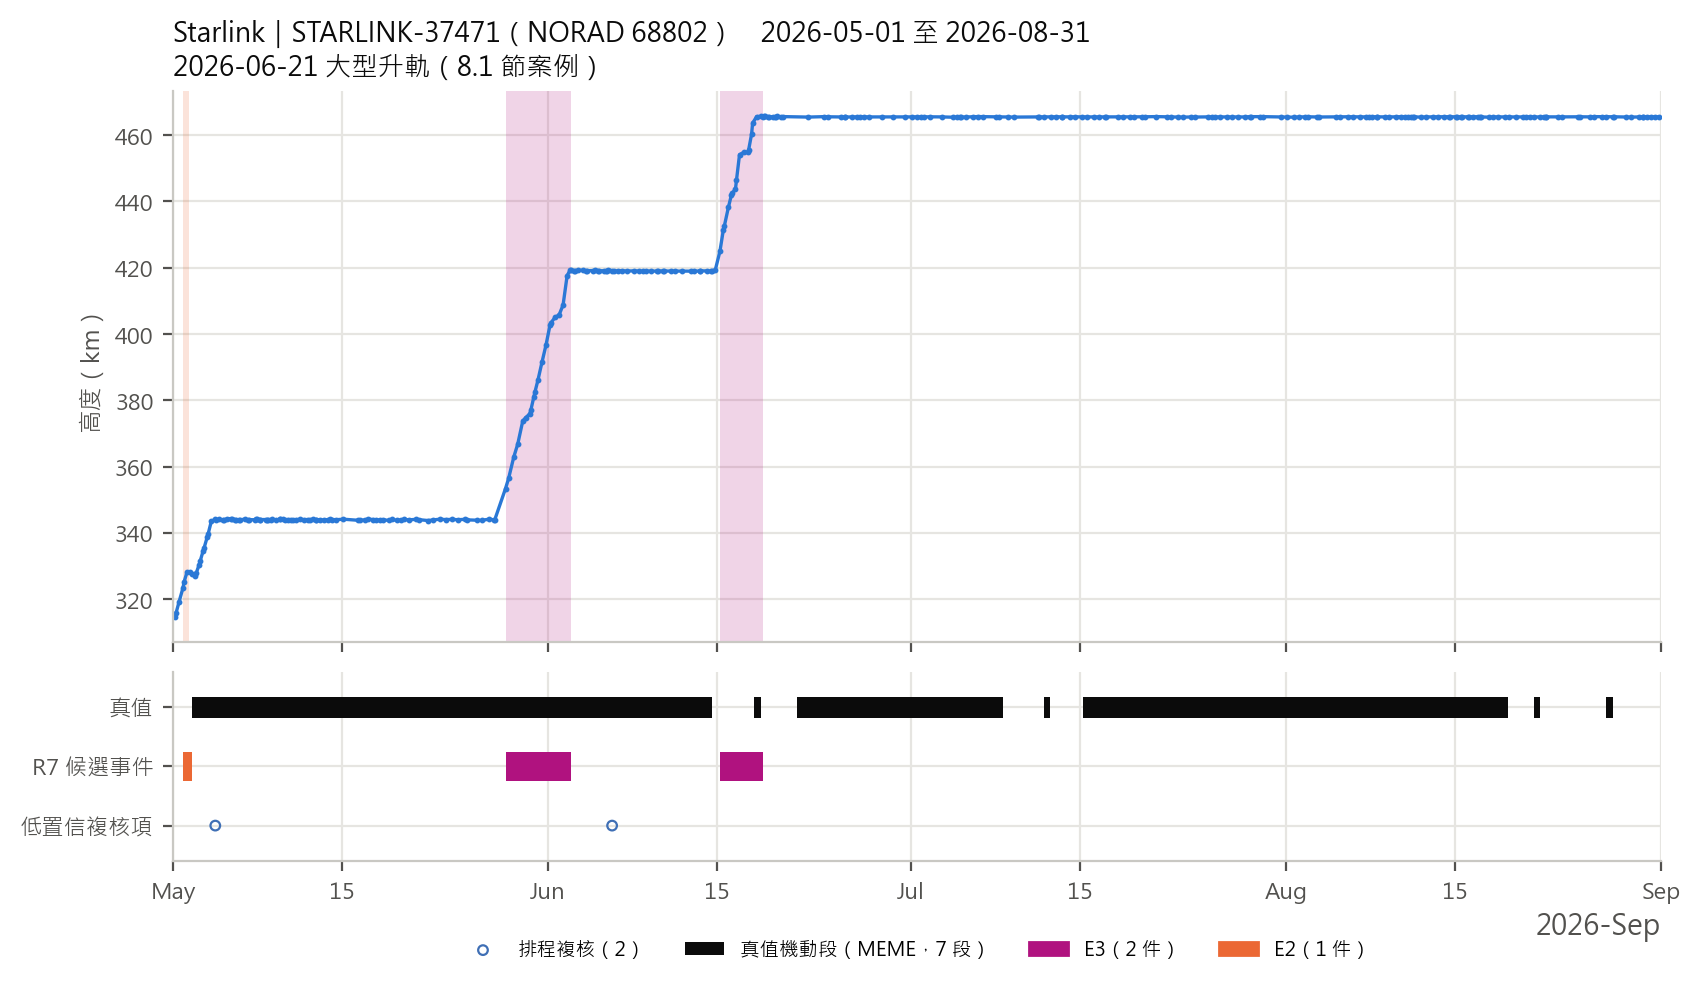 Starlink | STARLINK-37471（NORAD 68802） 2026-05-01 至 2026-08-31
2026-06-21 大型升軌（8.1 節案例）
高度（km）
460
440
420
400
380
360
340
320
真值
R7 候選事件
低置信複核項
May 15 Jun 15 Jul 15 Aug 15 Sep
2026-Sep
排程複核（2） 真值機動段（MEME · 7 段） E3（2 件） E2（1 件）